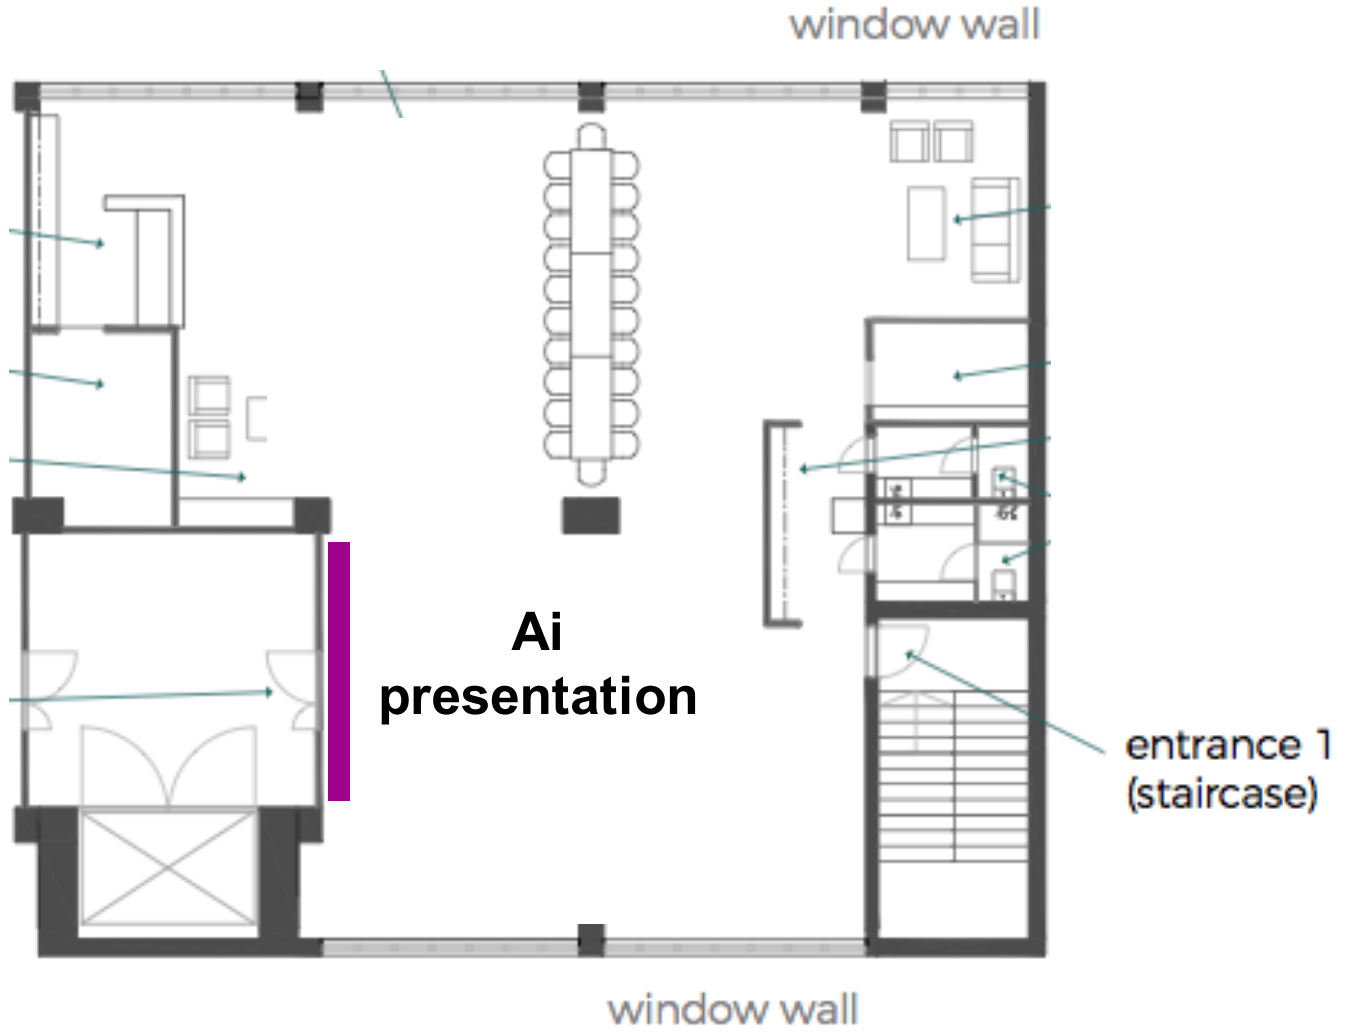 window wall
Ai
presentation
entrance 1
(staircase)
window wall